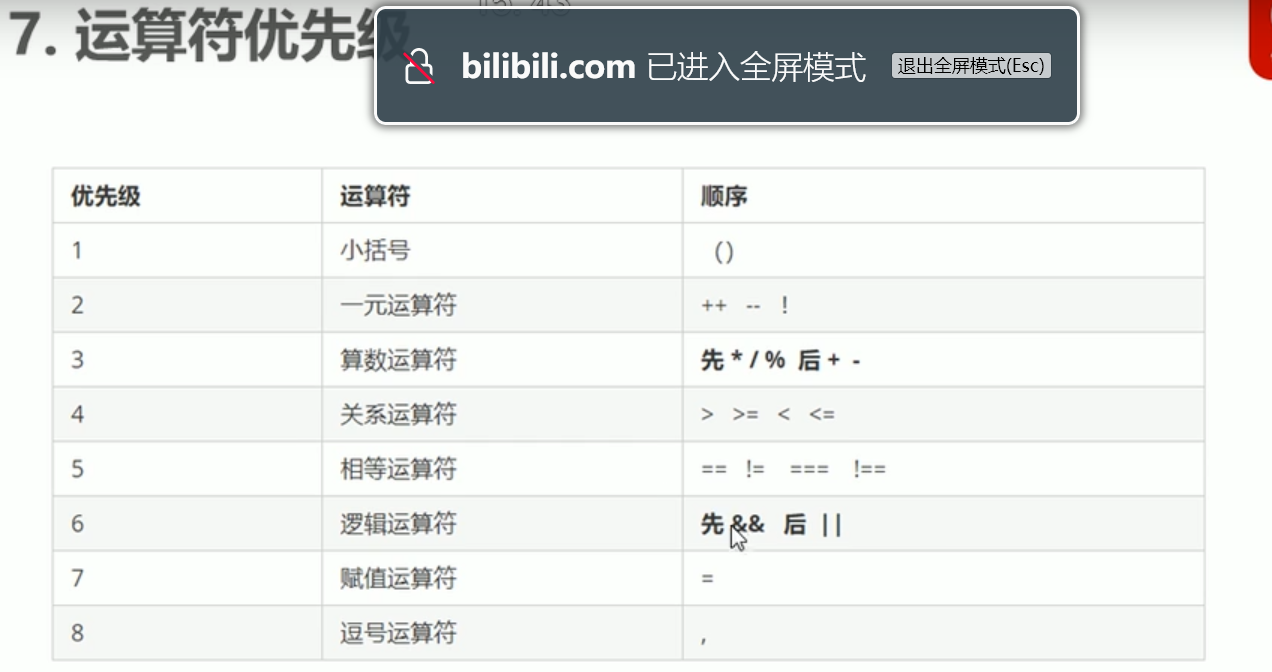 7. 运算符优先级
bilibili.com 已进入全屏模式 退出全屏模式(Esc)
优先级 运算符 顺序
1 小括号 ()
2 一元运算符 ++ -- !
3 算数运算符 先 * / % 后 + -
4 关系运算符 > >= < <=
5 相等运算符 == != === !==
6 逻辑运算符 先 && 后 ||
7 赋值运算符 =
8 逗号运算符 ,